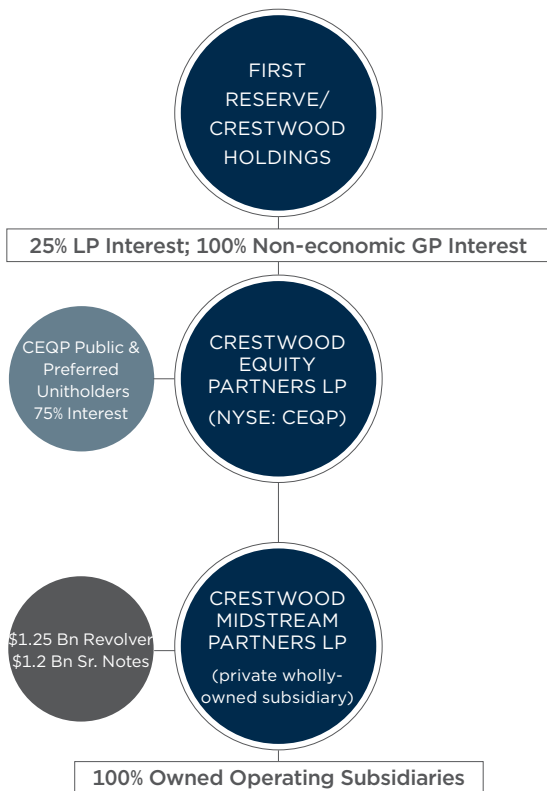 FIRST
RESERVE/
CRESTWOOD
HOLDINGS
25% LP Interest; 100% Non-economic GP Interest
CEQP Public &
Preferred
Unitholders
75% Interest
CRESTWOOD
EQUITY
PARTNERS LP
(NYSE: CEQP)
$1.25 Bn Revolver
$1.2 Bn Sr. Notes
CRESTWOOD
MIDSTREAM
PARTNERS LP
(private wholly-
owned subsidiary)
100% Owned Operating Subsidiaries